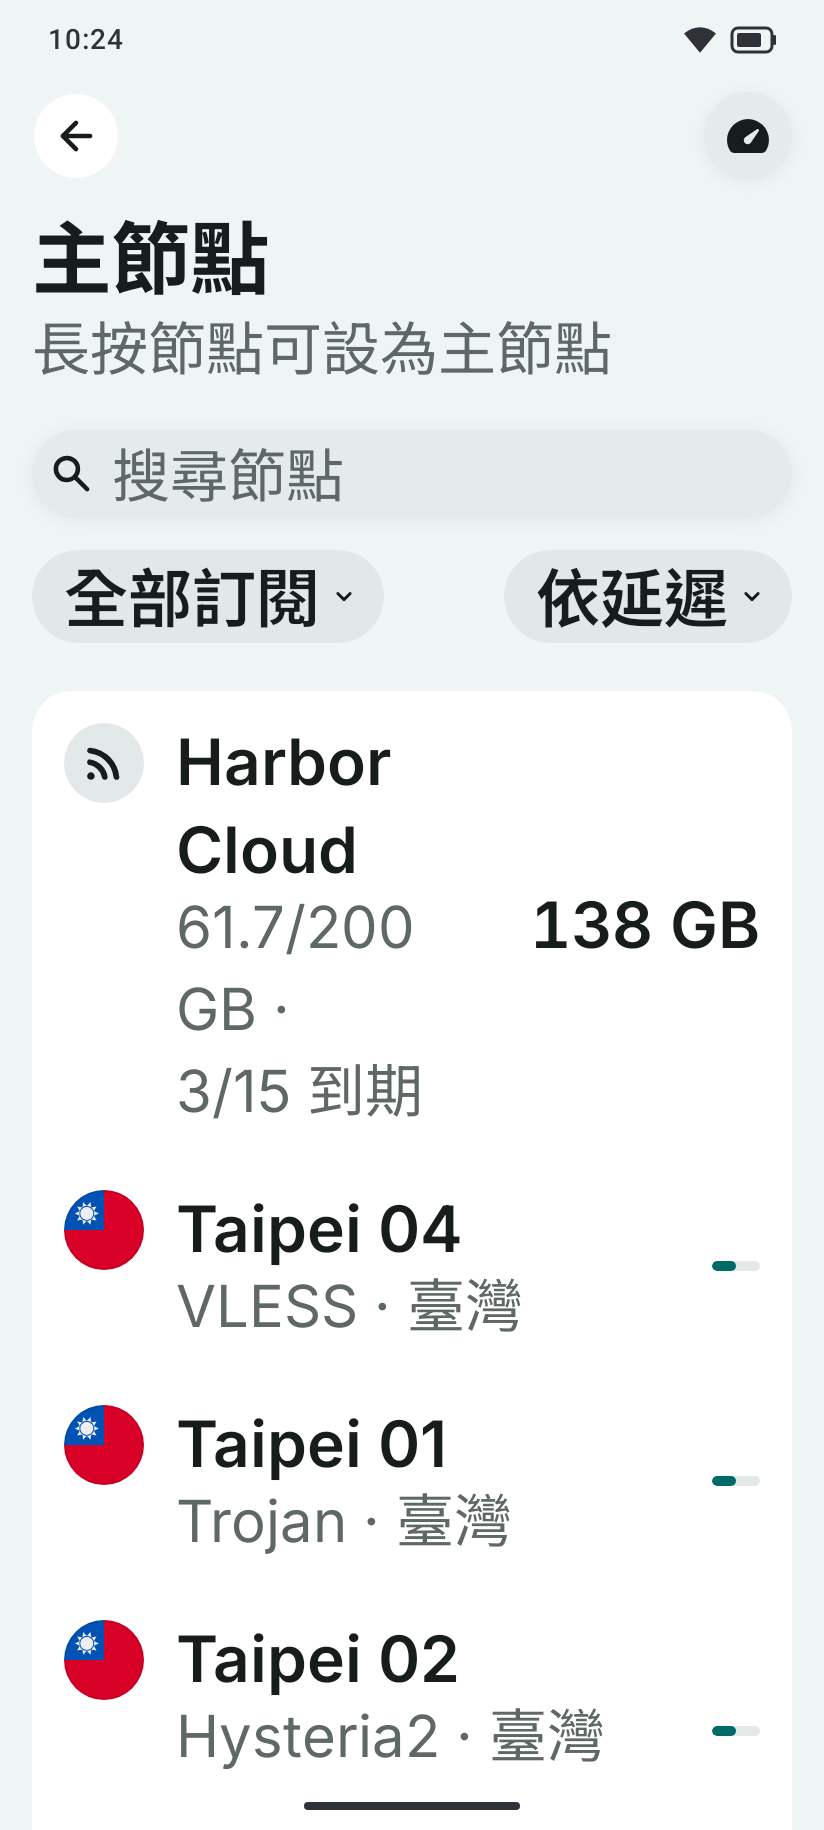 10:24
主節點
長按節點可設為主節點
搜尋節點
全部訂閱
依延遲
Harbor
Cloud
61.7/200
GB ·
3/15 到期
138 GB
Taipei 04
VLESS · 臺灣
Taipei 01
Trojan · 臺灣
Taipei 02
Hysteria2 · 臺灣